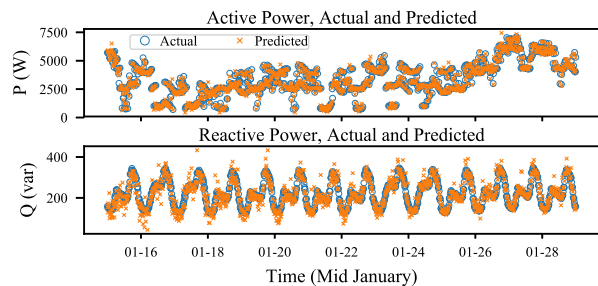 Active Power, Actual and Predicted
P (W)
7500
5000
2500
0
Actual
Predicted
Reactive Power, Actual and Predicted
Q (var)
400
200
01-16 01-18 01-20 01-22 01-24 01-26 01-28
Time (Mid January)